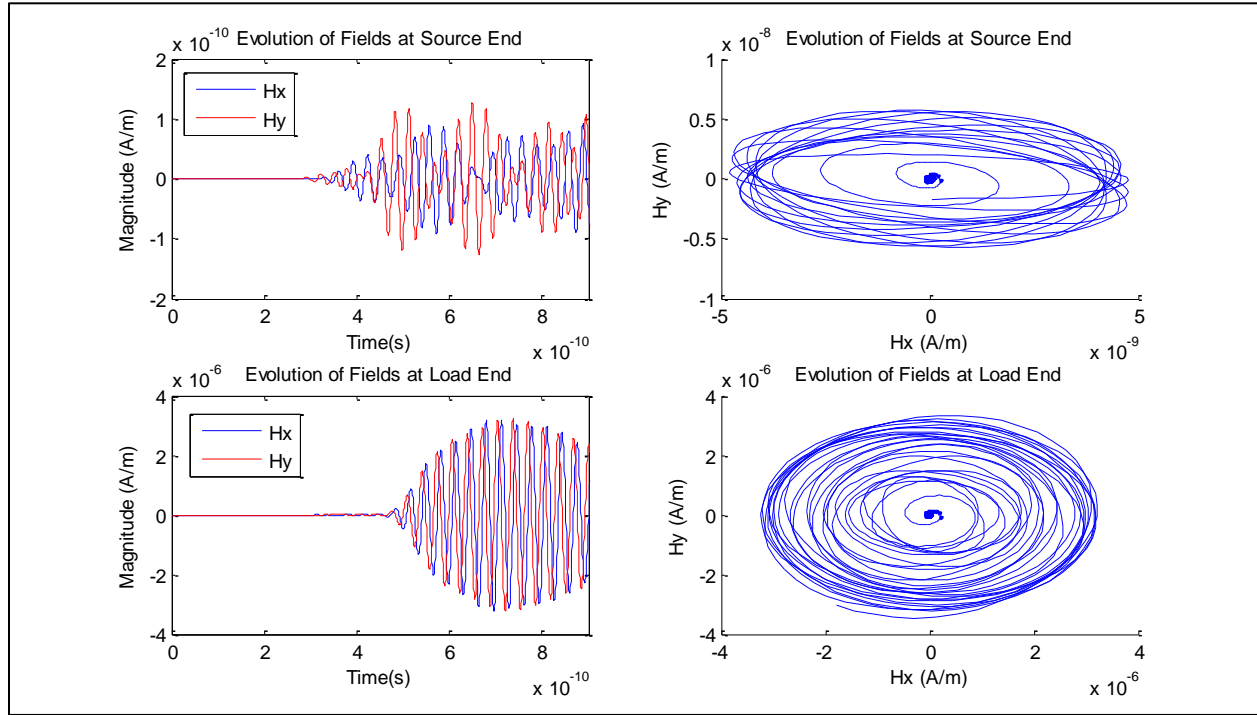 x 10-10
Evolution of Fields at Source End
2
1
0
-1
-2
Magnitude (A/m)
Hx
Hy
0 2 4 6 8
Time(s)
x 10-10
x 10-8
Evolution of Fields at Source End
1
0.5
0
-0.5
-1
Hy (A/m)
-5 0 5
Hx (A/m)
x 10-9
x 10-6
Evolution of Fields at Load End
4
2
0
-2
-4
Magnitude (A/m)
Hx
Hy
0 2 4 6 8
Time(s)
x 10-10
x 10-6
Evolution of Fields at Load End
4
2
0
-2
-4
Hy (A/m)
-4 -2 0 2 4
Hx (A/m)
x 10-6